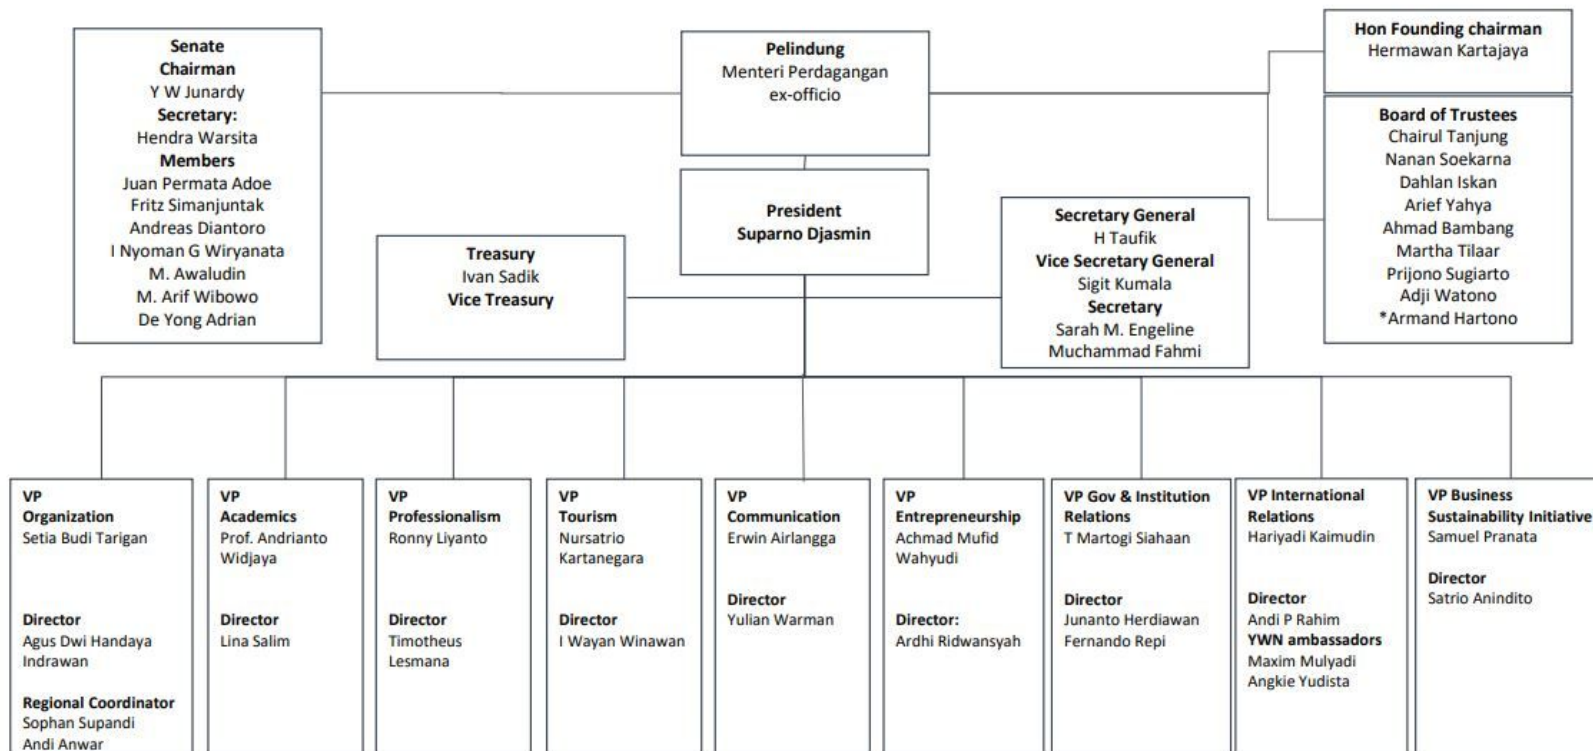 Senate
Chairman
Y W Junardy
Secretary:
Hendra Warsita
Members
Juan Permata Adoe
Fritz Simanjuntak
Andreas Diantoro
I Nyoman G Wiryanata
M. Awaludin
M. Arif Wibowo
De Yong Adrian
Pelindung
Menteri Perdagangan
ex-officio
Hon Founding chairman
Hermawan Kartajaya
Board of Trustees
Chairul Tanjung
Nanan Soekarna
Dahlan Iskan
Arief Yahya
Ahmad Bambang
Martha Tilaar
Prijono Sugiarto
Adji Watono
*Armand Hartono
President
Suparno Djasmin
Treasury
Ivan Sadik
Vice Treasury
Secretary General
H Taufik
Vice Secretary General
Sigit Kumala
Secretary
Sarah M. Engeline
Muchammad Fahmi
VP
Organization
Setia Budi Tarigan
Director
Agus Dwi Handaya
Indrawan
Regional Coordinator
Sophan Supandi
Andi Anwar
VP
Academics
Prof. Andrianto
Widjaya
Director
Lina Salim
VP
Professionalism
Ronny Liyanto
Director
Timotheus
Lesmana
VP
Tourism
Nursatrio
Kartanegara
Director
I Wayan Winawan
VP
Communication
Erwin Airlangga
Director
Yulian Warman
VP
Entrepreneurship
Achmad Mufid
Wahyudi
Director:
Ardhi Ridwansyah
VP Gov & Institution
Relations
T Martogi Siahaan
Director
Junanto Herdiawan
Fernando Repi
VP International
Relations
Hariyadi Kaimudin
Director
Andi P Rahim
YWN ambassadors
Maxim Mulyadi
Angkie Yudista
VP Business
Sustainability Initiative
Samuel Pranata
Director
Satrio Anindito